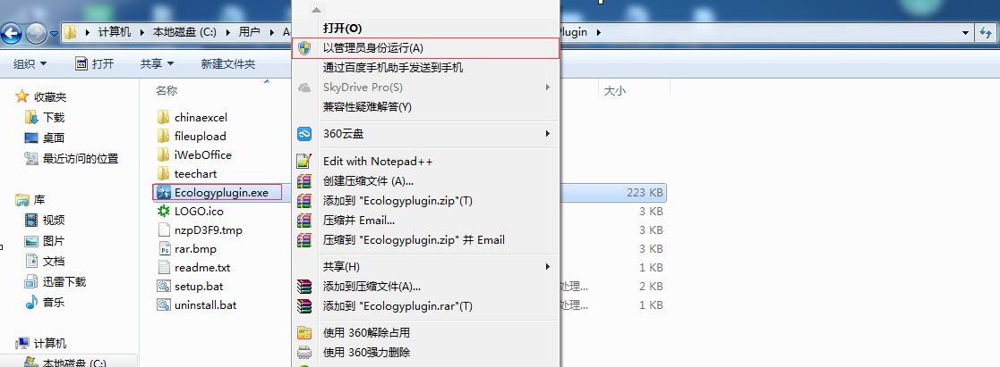 计算机 ▸ 本地磁盘 (C:) ▸ 用户 ▸ A
Plugin
组织 打开 共享 新建文件夹
收藏夹
下载
桌面
最近访问的位置
库
视频
图片
文档
迅雷下载
音乐
计算机
本地磁盘 (C:)
名称
大小
chinaexcel
fileupload
iWebOffice
teechart
Ecologyplugin.exe 223 KB
LOGO.ico 3 KB
nzpD3F9.tmp 3 KB
rar.bmp 3 KB
readme.txt 1 KB
setup.bat 处理... 2 KB
uninstall.bat 处理... 1 KB
打开(O)
以管理员身份运行(A)
通过百度手机助手发送到手机
SkyDrive Pro(S)
兼容性疑难解答(Y)
360云盘
Edit with Notepad++
创建压缩文件 (A)...
添加到 "Ecologyplugin.zip"(T)
压缩并 Email...
压缩到 "Ecologyplugin.zip" 并 Email
共享(H)
添加到压缩文件(A)...
添加到 "Ecologyplugin.rar"(T)
使用 360解除占用
使用 360强力删除